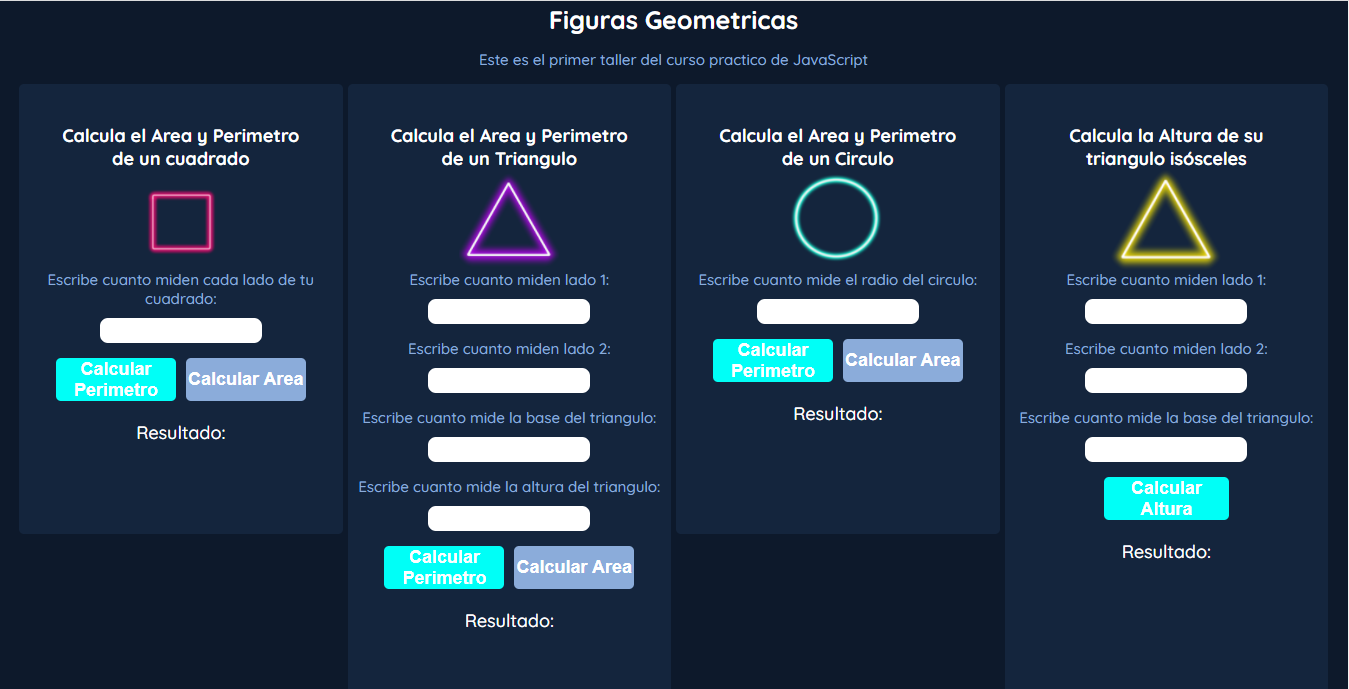 Figuras Geometricas
Este es el primer taller del curso practico de JavaScript
Calcula el Area y Perimetro
de un cuadrado
Escribe cuanto miden cada lado de tu
cuadrado:
Calcular
Perimetro
Calcular Area
Resultado:
Calcula el Area y Perimetro
de un Triangulo
Escribe cuanto miden lado 1:
Escribe cuanto miden lado 2:
Escribe cuanto mide la base del triangulo:
Escribe cuanto mide la altura del triangulo:
Calcular
Perimetro
Calcular Area
Resultado:
Calcula el Area y Perimetro
de un Circulo
Escribe cuanto mide el radio del circulo:
Calcular
Perimetro
Calcular Area
Resultado:
Calcula la Altura de su
triangulo isósceles
Escribe cuanto miden lado 1:
Escribe cuanto miden lado 2:
Escribe cuanto mide la base del triangulo:
Calcular
Altura
Resultado: